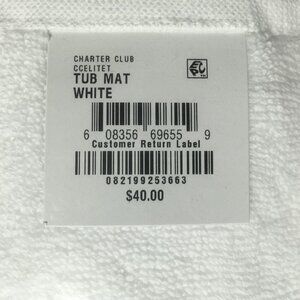 CHARTER CLUB
CCELITET
TUB MAT
WHITE
6 08356 69655 9
Customer Return Label
082199253663
$40.00